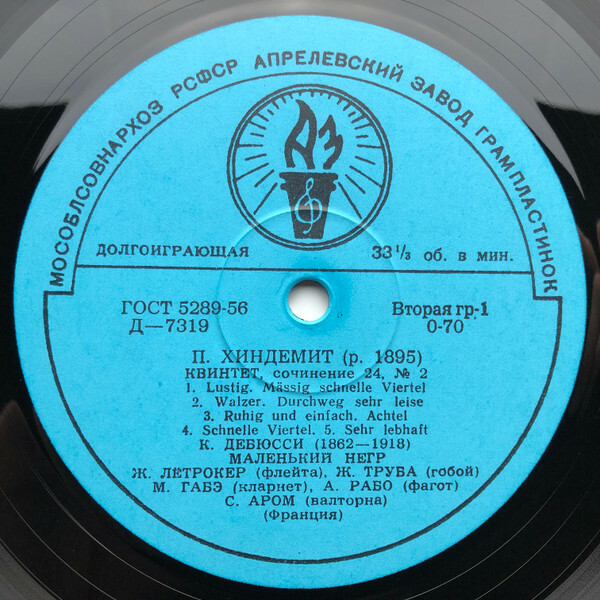 МОСОБЛСОВНАРХОЗ РСФСР АПРЕЛЕВСКИЙ ЗАВОД ГРАМПЛАСТИНОК
АЗ
ДОЛГОИГРАЮЩАЯ 33 1/3 об. в мин.
ГОСТ 5289-56 Вторая гр-1
Д—7319 0-70
П. ХИНДЕМИТ (р. 1895)
КВИНТЕТ, сочинение 24, № 2
1. Lustig. Mässig schnelle Viertel
2. Walzer. Durchweg sehr leise
3. Ruhig und einfach. Achtel
4. Schnelle Viertel. 5. Sehr lebhaft
К. ДЕБЮССИ (1862—1918)
МАЛЕНЬКИЙ НЕГР
Ж. ЛЕТРОКЕР (флейта), Ж. ТРУБА (гобой)
М. ГАБЭ (кларнет), А. РАБО (фагот)
С. АРОМ (валторна)
(Франция)